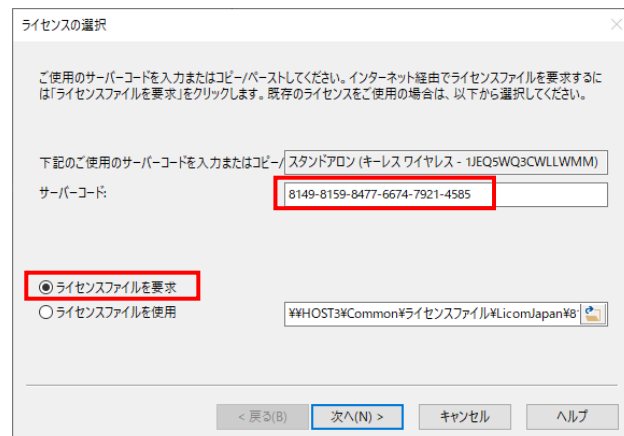 ライセンスの選択
ご使用のサーバーコードを入力またはコピー/ペーストしてください。インターネット経由でライセンスファイルを要求するに
は「ライセンスファイルを要求」をクリックします。既存のライセンスをご使用の場合は、以下から選択してください。
下記のご使用のサーバーコードを入力またはコピー/ スタンドアロン (キーレス ワイヤレス - 1JEQ5WQ3CWLLWMM)
サーバーコード: 8149-8159-8477-6674-7921-4585
ライセンスファイルを要求
ライセンスファイルを使用 ¥¥HOST3¥Common¥ライセンスファイル¥LicomJapan¥8
< 戻る(B) 次へ(N) > キャンセル ヘルプ